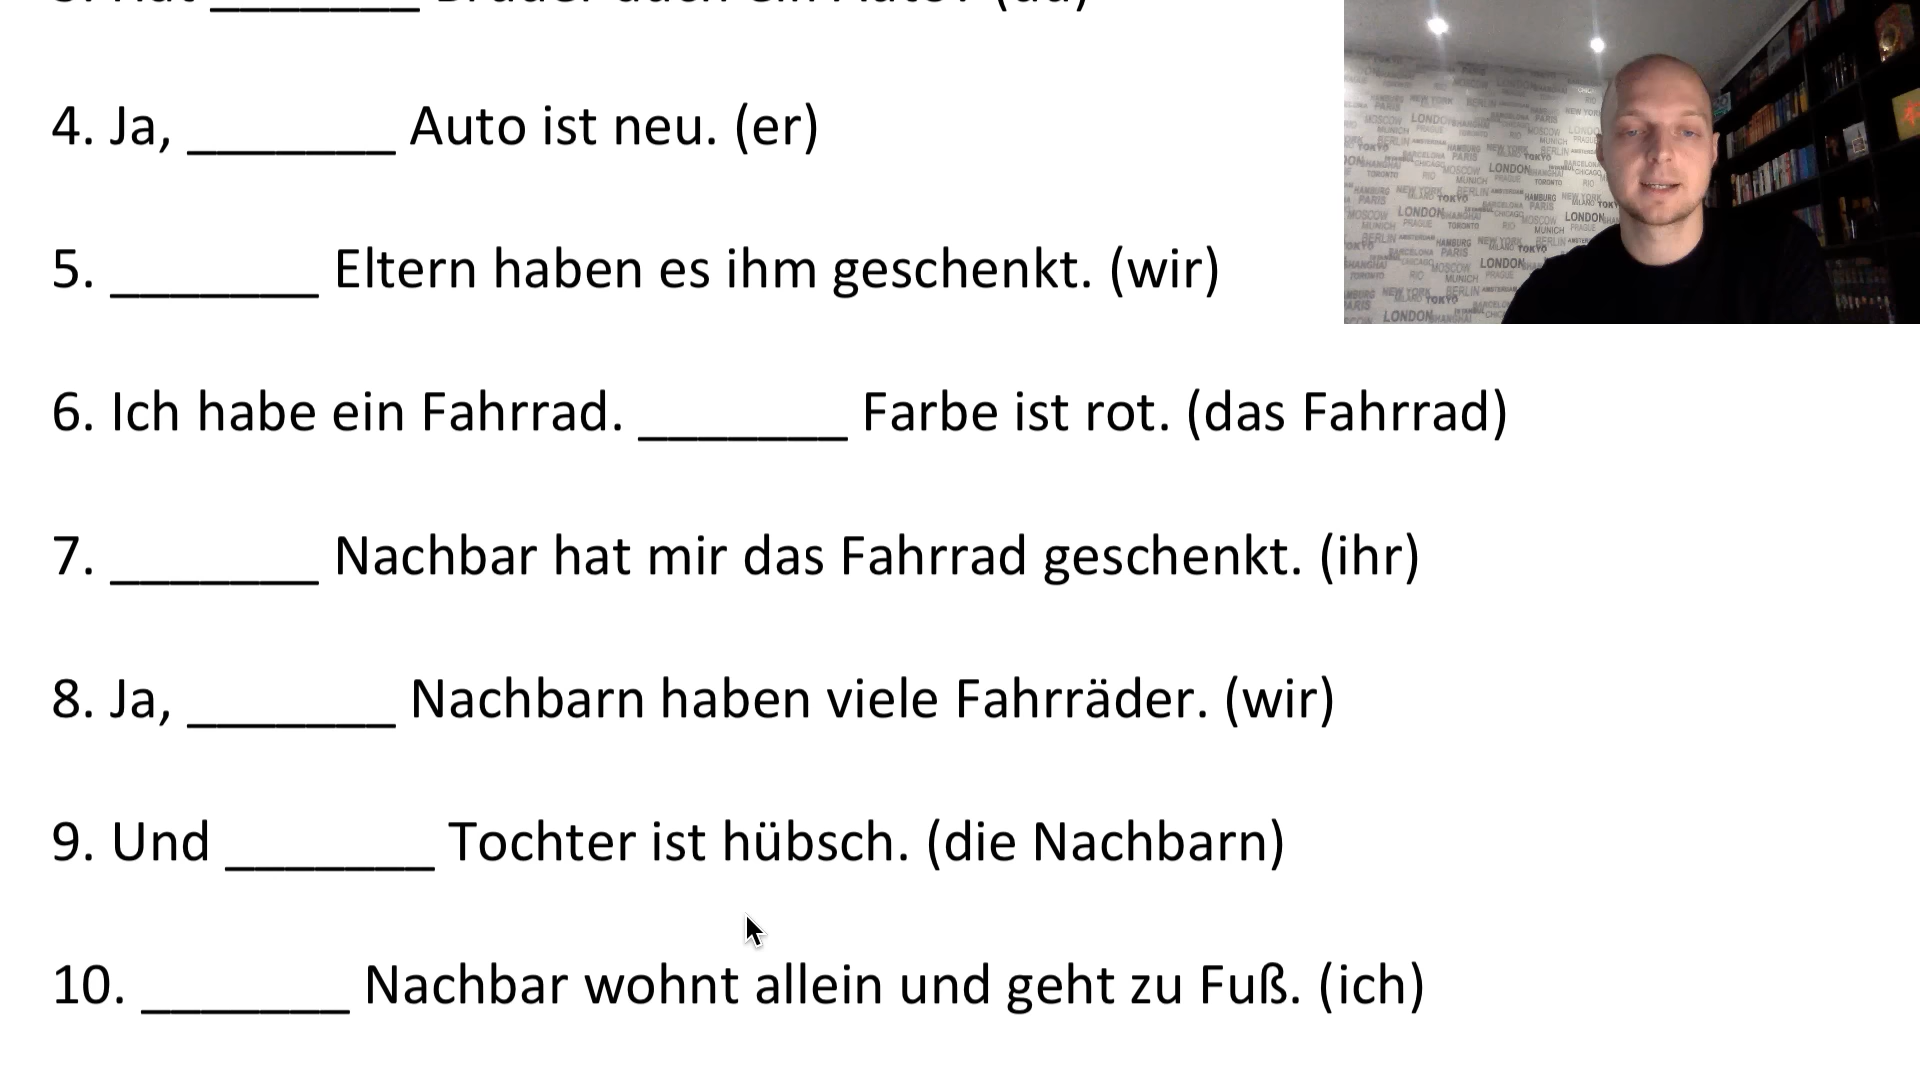 4. Ja, _______ Auto ist neu. (er)
5. _______ Eltern haben es ihm geschenkt. (wir)
6. Ich habe ein Fahrrad. _______ Farbe ist rot. (das Fahrrad)
7. _______ Nachbar hat mir das Fahrrad geschenkt. (ihr)
8. Ja, _______ Nachbarn haben viele Fahrräder. (wir)
9. Und _______ Tochter ist hübsch. (die Nachbarn)
10. _______ Nachbar wohnt allein und geht zu Fuß. (ich)